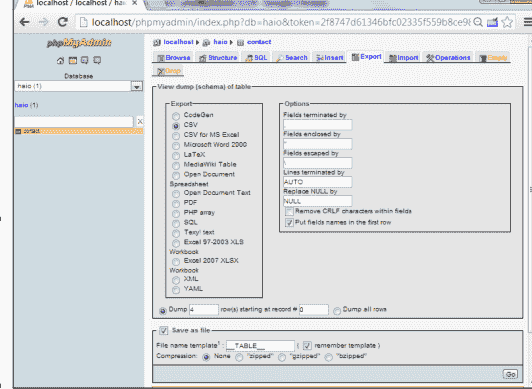 localhost / localhost / haio
localhost/phpmyadmin/index.php?db=haio&token=2f8747d61346bfc02335f559b8ce98
phpMyAdmin
Database
haio (1)
haio (1)
contact
localhost haio contact
Browse Structure SQL Search Insert Export Import Operations Empty
Drop
View dump (schema) of table
Export
CodeGen
CSV
CSV for MS Excel
Microsoft Word 2000
LaTeX
MediaWiki Table
Open Document
Spreadsheet
Open Document Text
PDF
PHP array
SQL
Texy! text
Excel 97-2003 XLS
Workbook
Excel 2007 XLSX
Workbook
XML
YAML
Options
Fields terminated by
Fields enclosed by
"
Fields escaped by
\
Lines terminated by
AUTO
Replace NULL by
NULL
Remove CRLF characters within fields
Put fields names in the first row
Dump 4 row(s) starting at record # 0 Dump all rows
Save as file
File name template¹ : __TABLE__ ( remember template )
Compression: None "zipped" "gzipped" "bzipped"
Go